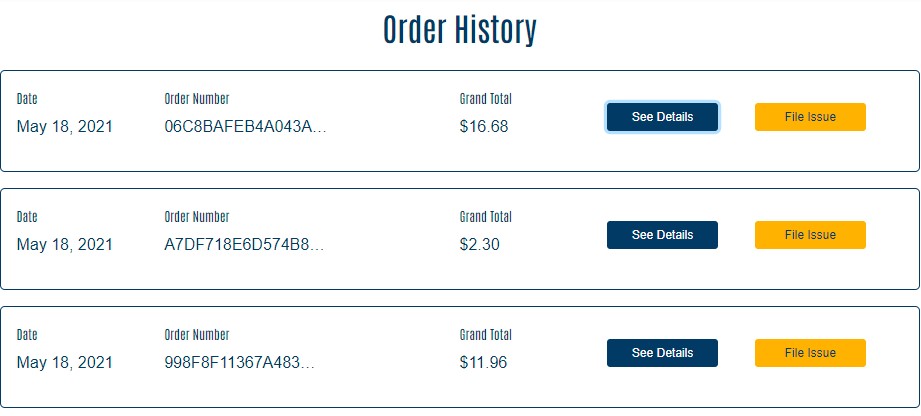 Order History
Date Order Number Grand Total
May 18, 2021 06C8BAFEB4A043A... $16.68 See Details File Issue
Date Order Number Grand Total
May 18, 2021 A7DF718E6D574B8... $2.30 See Details File Issue
Date Order Number Grand Total
May 18, 2021 998F8F11367A483... $11.96 See Details File Issue